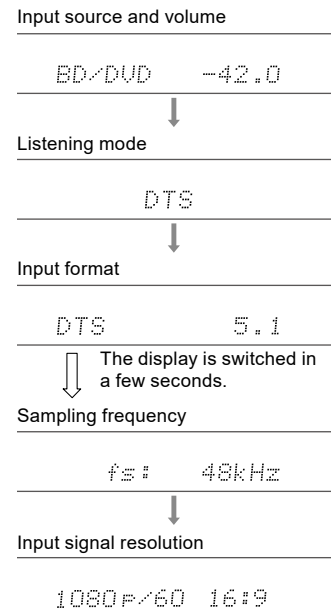 Input source and volume
BD/DVD -42.0
Listening mode
DTS
Input format
DTS 5.1
The display is switched in
a few seconds.
Sampling frequency
fs: 48kHz
Input signal resolution
1080p/60 16:9